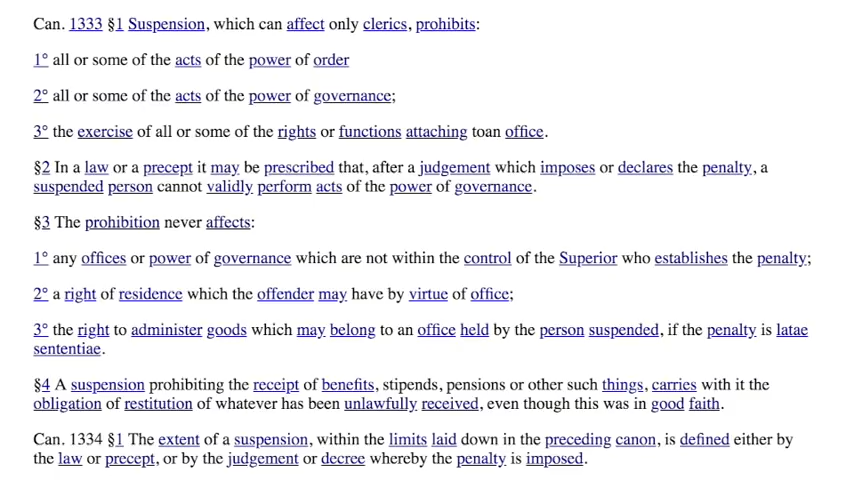 Can. 1333 §1 Suspension, which can affect only clerics, prohibits:
1° all or some of the acts of the power of order
2° all or some of the acts of the power of governance;
3° the exercise of all or some of the rights or functions attaching toan office.
§2 In a law or a precept it may be prescribed that, after a judgement which imposes or declares the penalty, a
suspended person cannot validly perform acts of the power of governance.
§3 The prohibition never affects:
1° any offices or power of governance which are not within the control of the Superior who establishes the penalty;
2° a right of residence which the offender may have by virtue of office;
3° the right to administer goods which may belong to an office held by the person suspended, if the penalty is latae
sententiae.
§4 A suspension prohibiting the receipt of benefits, stipends, pensions or other such things, carries with it the
obligation of restitution of whatever has been unlawfully received, even though this was in good faith.
Can. 1334 §1 The extent of a suspension, within the limits laid down in the preceding canon, is defined either by
the law or precept, or by the judgement or decree whereby the penalty is imposed.